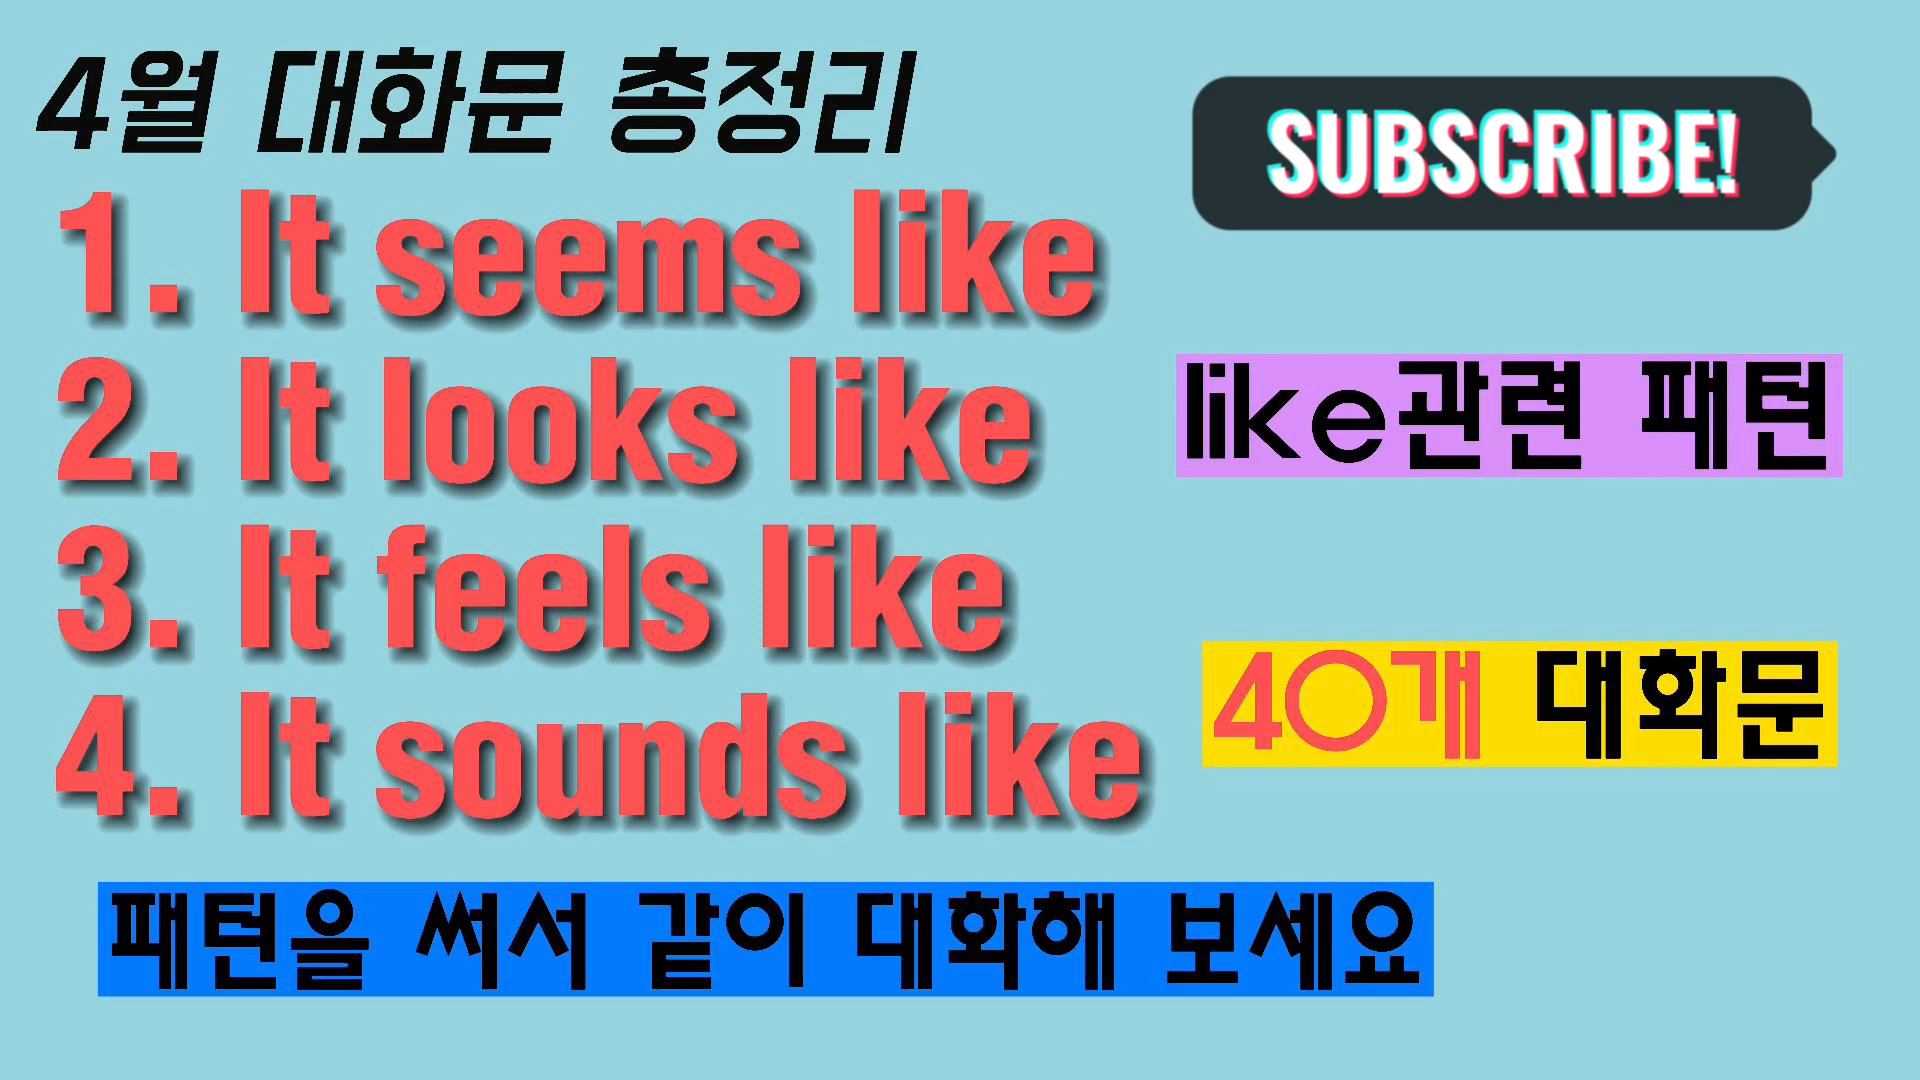 4월 대화문 총정리
SUBSCRIBE!
1. It seems like
2. It looks like
3. It feels like
4. It sounds like
like관련 패턴
40개 대화문
패턴을 써서 같이 대화해 보세요